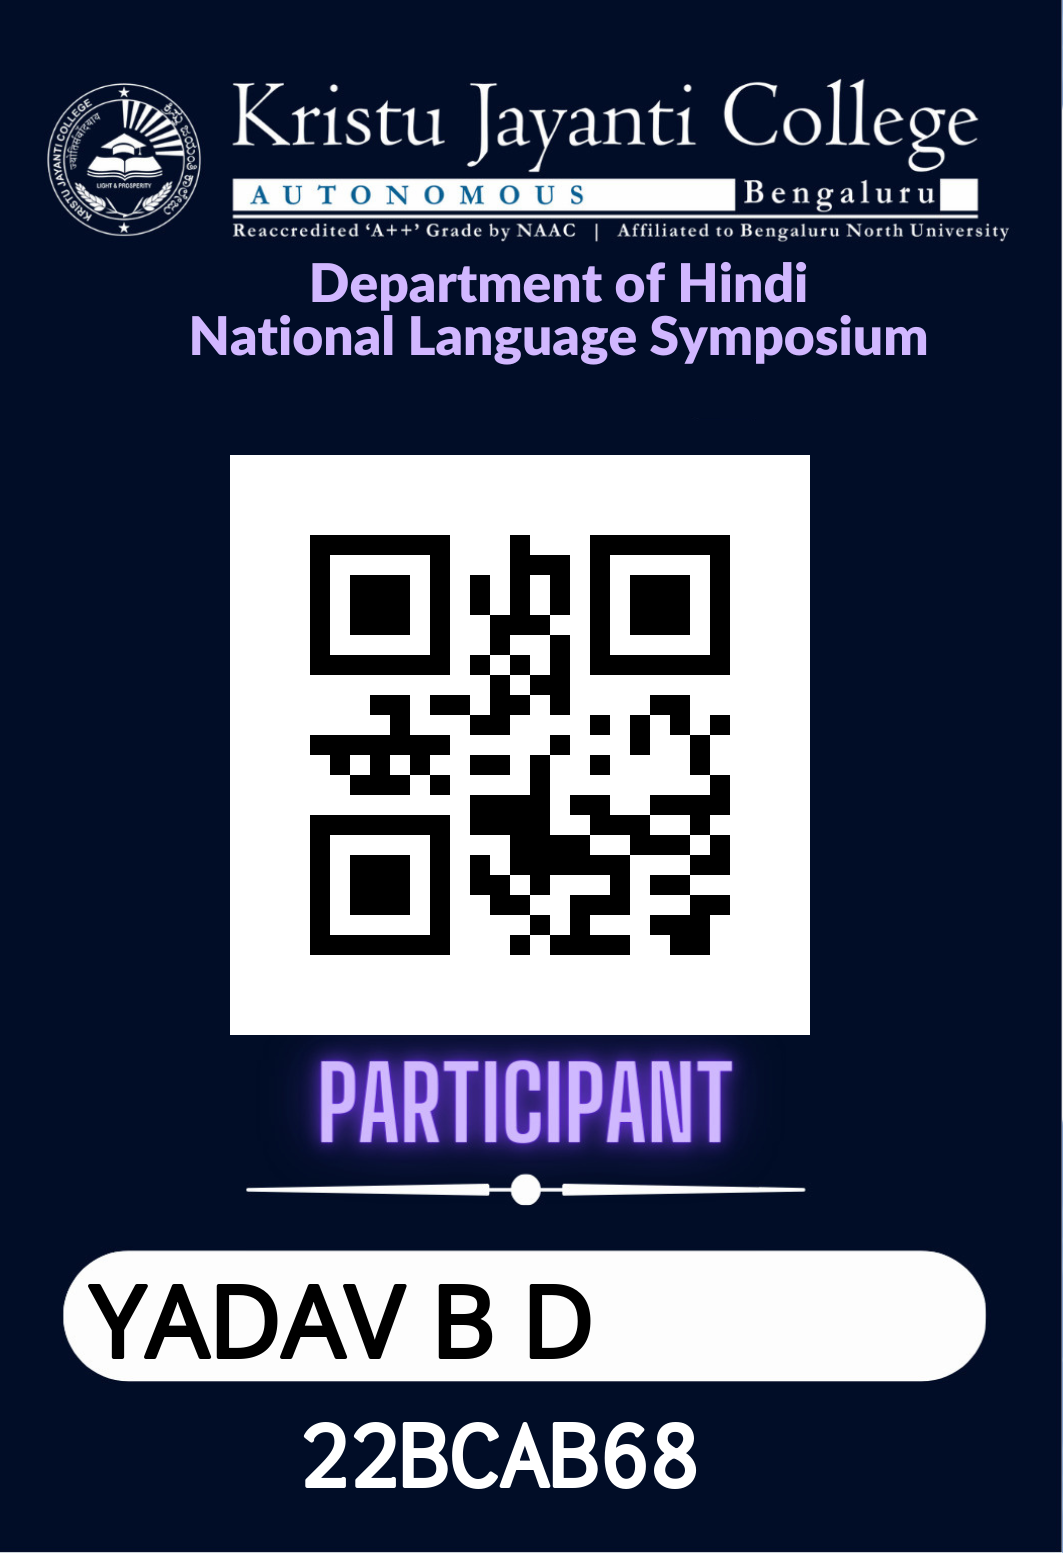 KRISTU JAYANTI COLLEGE
LIGHT & PROSPERITY
Kristu Jayanti College
AUTONOMOUS Bengaluru
Reaccredited ‘A++’ Grade by NAAC | Affiliated to Bengaluru North University
Department of Hindi
National Language Symposium
PARTICIPANT
YADAV B D
22BCAB68